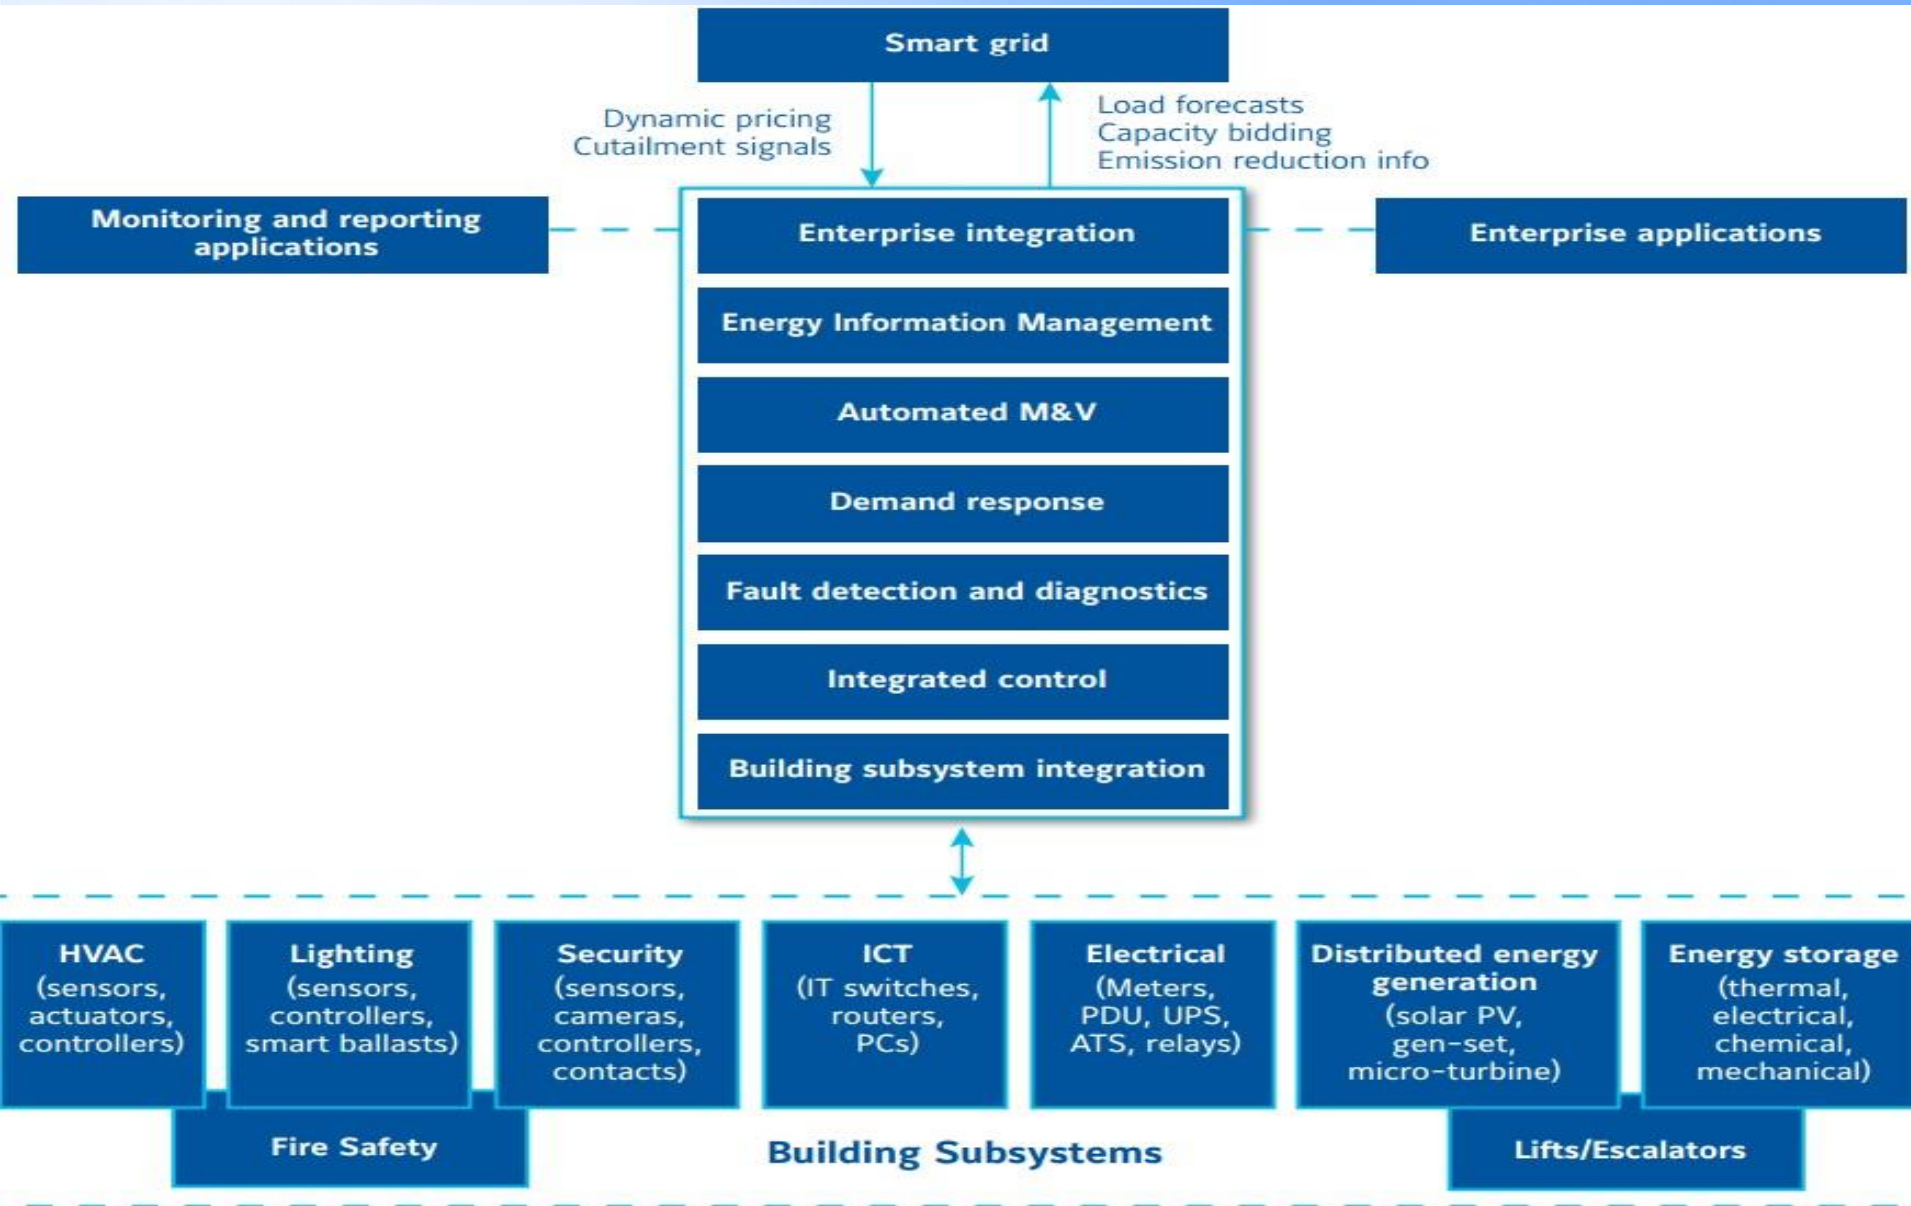 Smart grid
Dynamic pricing
Cutailment signals
Load forecasts
Capacity bidding
Emission reduction info
Monitoring and reporting
applications
Enterprise integration
Enterprise applications
Energy Information Management
Automated M&V
Demand response
Fault detection and diagnostics
Integrated control
Building subsystem integration
HVAC
(sensors,
actuators,
controllers)
Lighting
(sensors,
controllers,
smart ballasts)
Security
(sensors,
cameras,
controllers,
contacts)
ICT
(IT switches,
routers,
PCs)
Electrical
(Meters,
PDU, UPS,
ATS, relays)
Distributed energy
generation
(solar PV,
gen-set,
micro-turbine)
Energy storage
(thermal,
electrical,
chemical,
mechanical)
Fire Safety
Building Subsystems
Lifts/Escalators